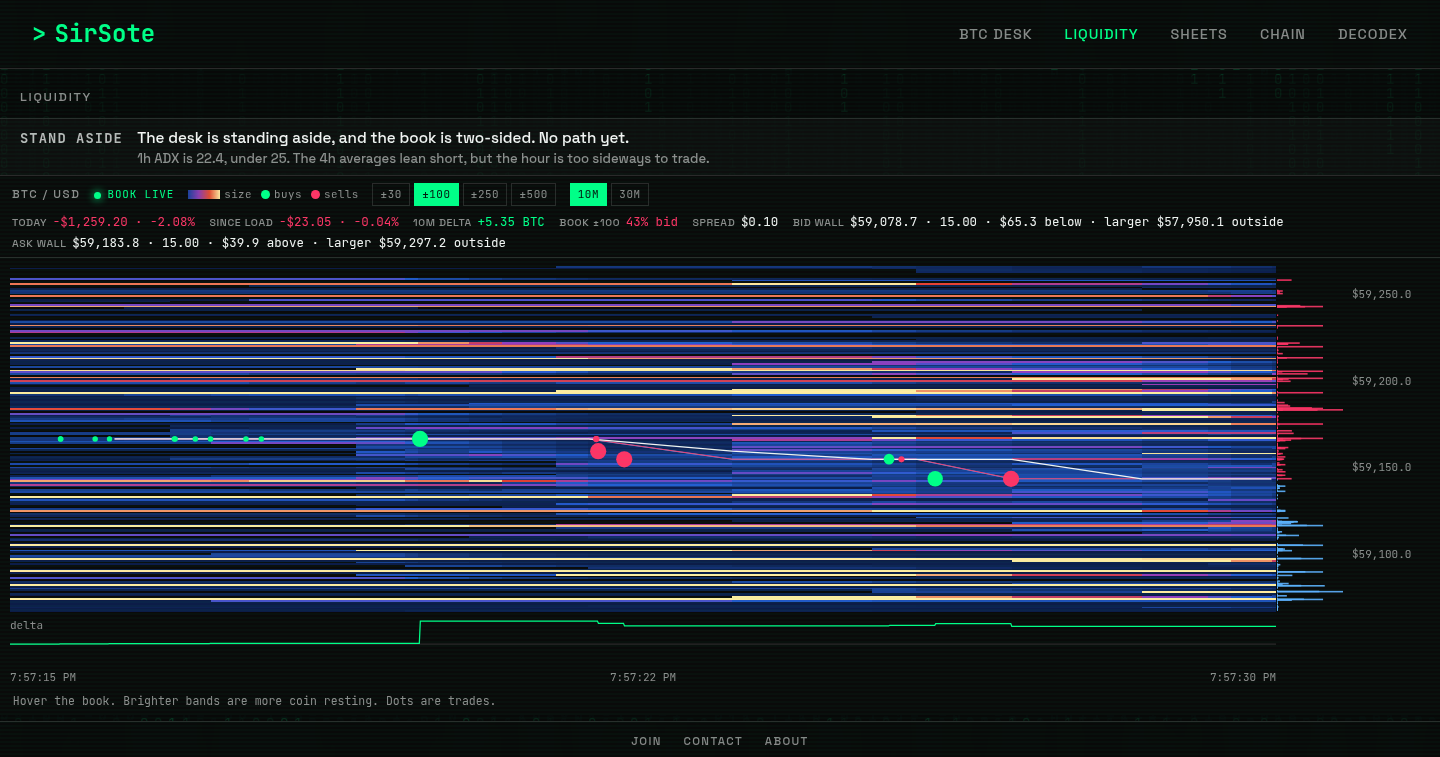 > SirSote
BTC DESK LIQUIDITY SHEETS CHAIN DECODEX
LIQUIDITY
STAND ASIDE The desk is standing aside, and the book is two-sided. No path yet.
1h ADX is 22.4, under 25. The 4h averages lean short, but the hour is too sideways to trade.
BTC / USD BOOK LIVE size buys sells ±30 ±100 ±250 ±500 10M 30M
TODAY -$1,259.20 · -2.08% SINCE LOAD -$23.05 · -0.04% 10M DELTA +5.35 BTC BOOK ±100 43% bid SPREAD $0.10 BID WALL $59,078.7 · 15.00 · $65.3 below · larger $57,950.1 outside
ASK WALL $59,183.8 · 15.00 · $39.9 above · larger $59,297.2 outside
$59,250.0
$59,200.0
$59,150.0
$59,100.0
delta
7:57:15 PM 7:57:22 PM 7:57:30 PM
Hover the book. Brighter bands are more coin resting. Dots are trades.
JOIN CONTACT ABOUT